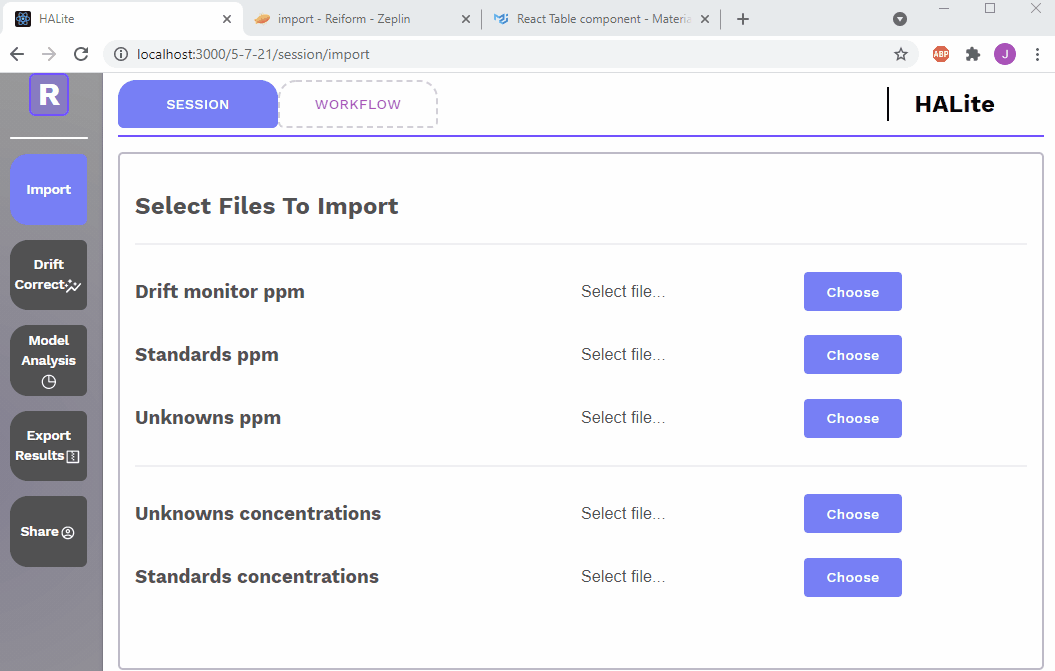 HALite
import - Reiform - Zeplin
React Table component - Materia
localhost:3000/5-7-21/session/import
ABP
J
R
SESSION
WORKFLOW
HALite
Import
Drift
Correct
Model
Analysis
Export
Results
Share
Select Files To Import
Drift monitor ppm
Select file...
Choose
Standards ppm
Select file...
Choose
Unknowns ppm
Select file...
Choose
Unknowns concentrations
Select file...
Choose
Standards concentrations
Select file...
Choose